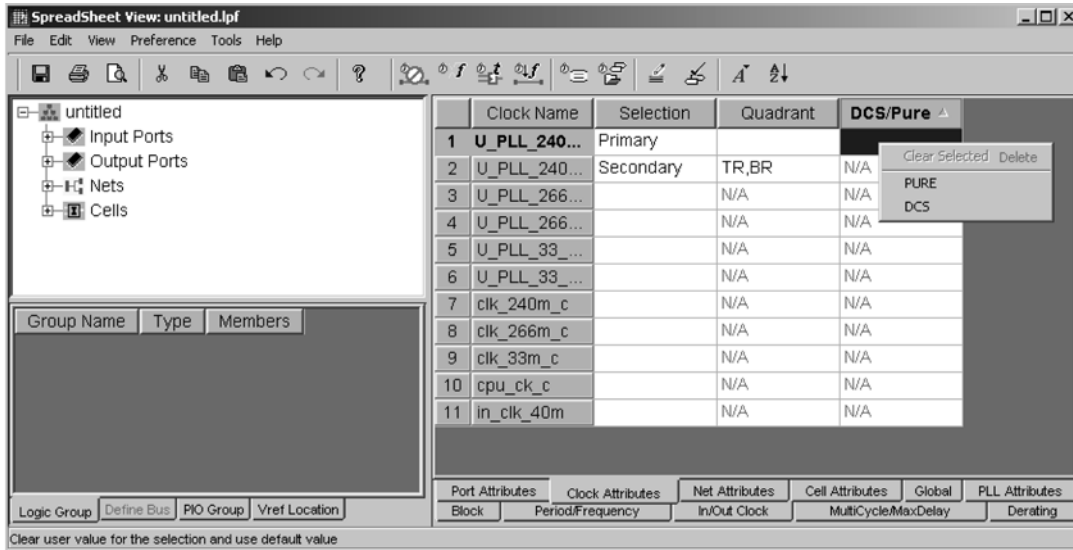 SpreadSheet View: untitled.lpf
File Edit View Preference Tools Help
untitled
Input Ports
Output Ports
Nets
Cells
Group Name Type Members
Logic Group Define Bus PIO Group Vref Location
Clock Name Selection Quadrant DCS/Pure
1 U_PLL_240... Primary
2 U_PLL_240... Secondary TR,BR N/A
3 U_PLL_266... N/A
4 U_PLL_266... N/A N/A
5 U_PLL_33_... N/A N/A
6 U_PLL_33_... N/A N/A
7 clk_240m_c N/A N/A
8 clk_266m_c N/A N/A
9 clk_33m_c N/A N/A
10 cpu_ck_c N/A N/A
11 in_clk_40m N/A N/A
Clear Selected Delete
PURE
DCS
Port Attributes Clock Attributes Net Attributes Cell Attributes Global PLL Attributes
Block Period/Frequency In/Out Clock MultiCycle/MaxDelay Derating
Clear user value for the selection and use default value